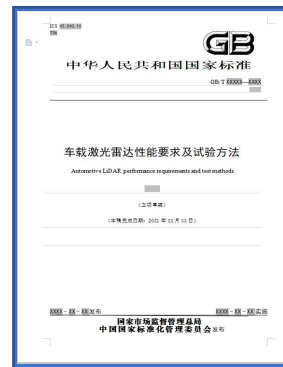 ICS 43.040.10
T36
GB
中华人民共和国国家标准
GB/T XXXXX—XXXX
车载激光雷达性能要求及试验方法
Automotive LiDAR performance requirements and test methods
（立项草案）
（本稿完成日期：2021 年 11 月 XX 日）
XXXX - XX - XX 发布
XXXX - XX - XX 实施
国家市场监督管理总局
中国国家标准化管理委员会 发布